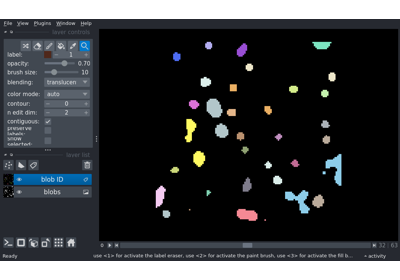 File View Plugins Window Help
layer controls
label: 1
opacity: 0.70
brush size: 10
blending: translucen
color mode: auto
contour: 0
n edit dim: 2
contiguous:
preserve
labels:
show
selected:
layer list
blob ID
blobs
32 63
Ready
use <1> for activate the label eraser, use <2> for activate the paint brush, use <3> for activate the fill b...
activity